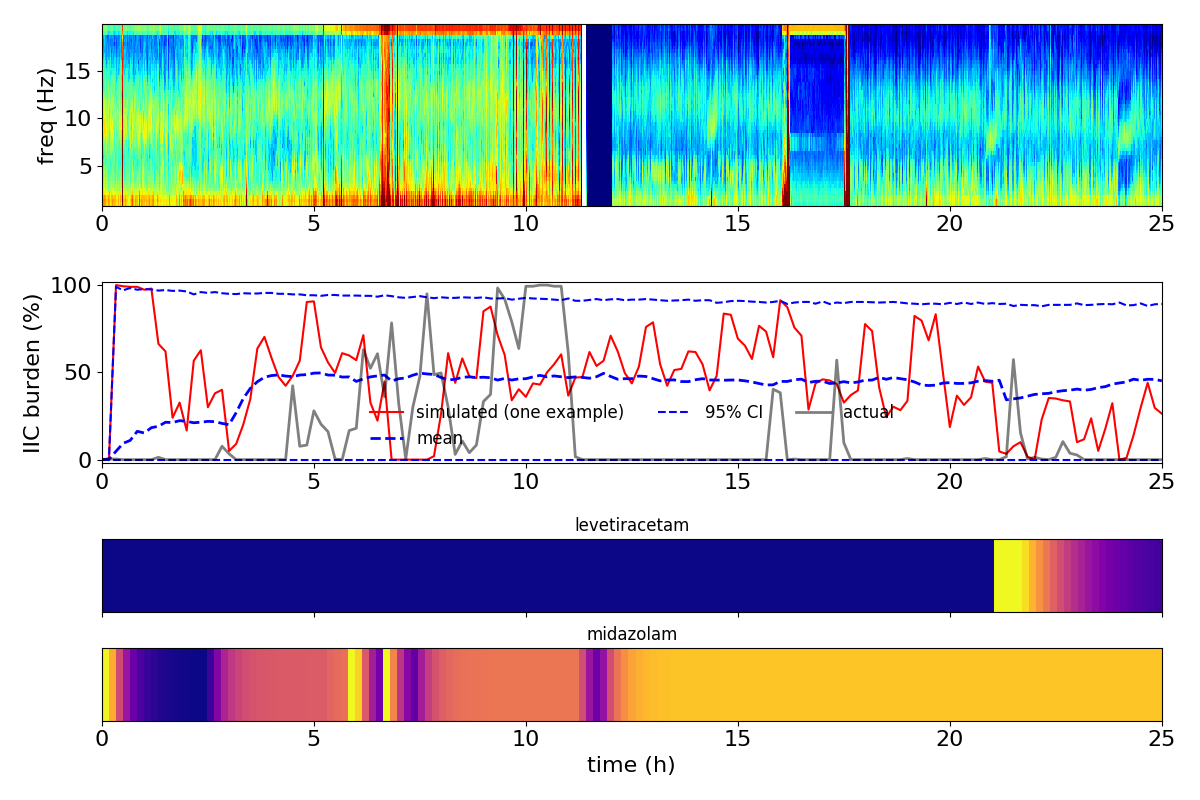 freq (Hz)
15
10
5
0 5 10 15 20 25
IIC burden (%)
100
50
0
simulated (one example) 95% CI actual
mean
0 5 10 15 20 25
levetiracetam
midazolam
0 5 10 15 20 25
time (h)